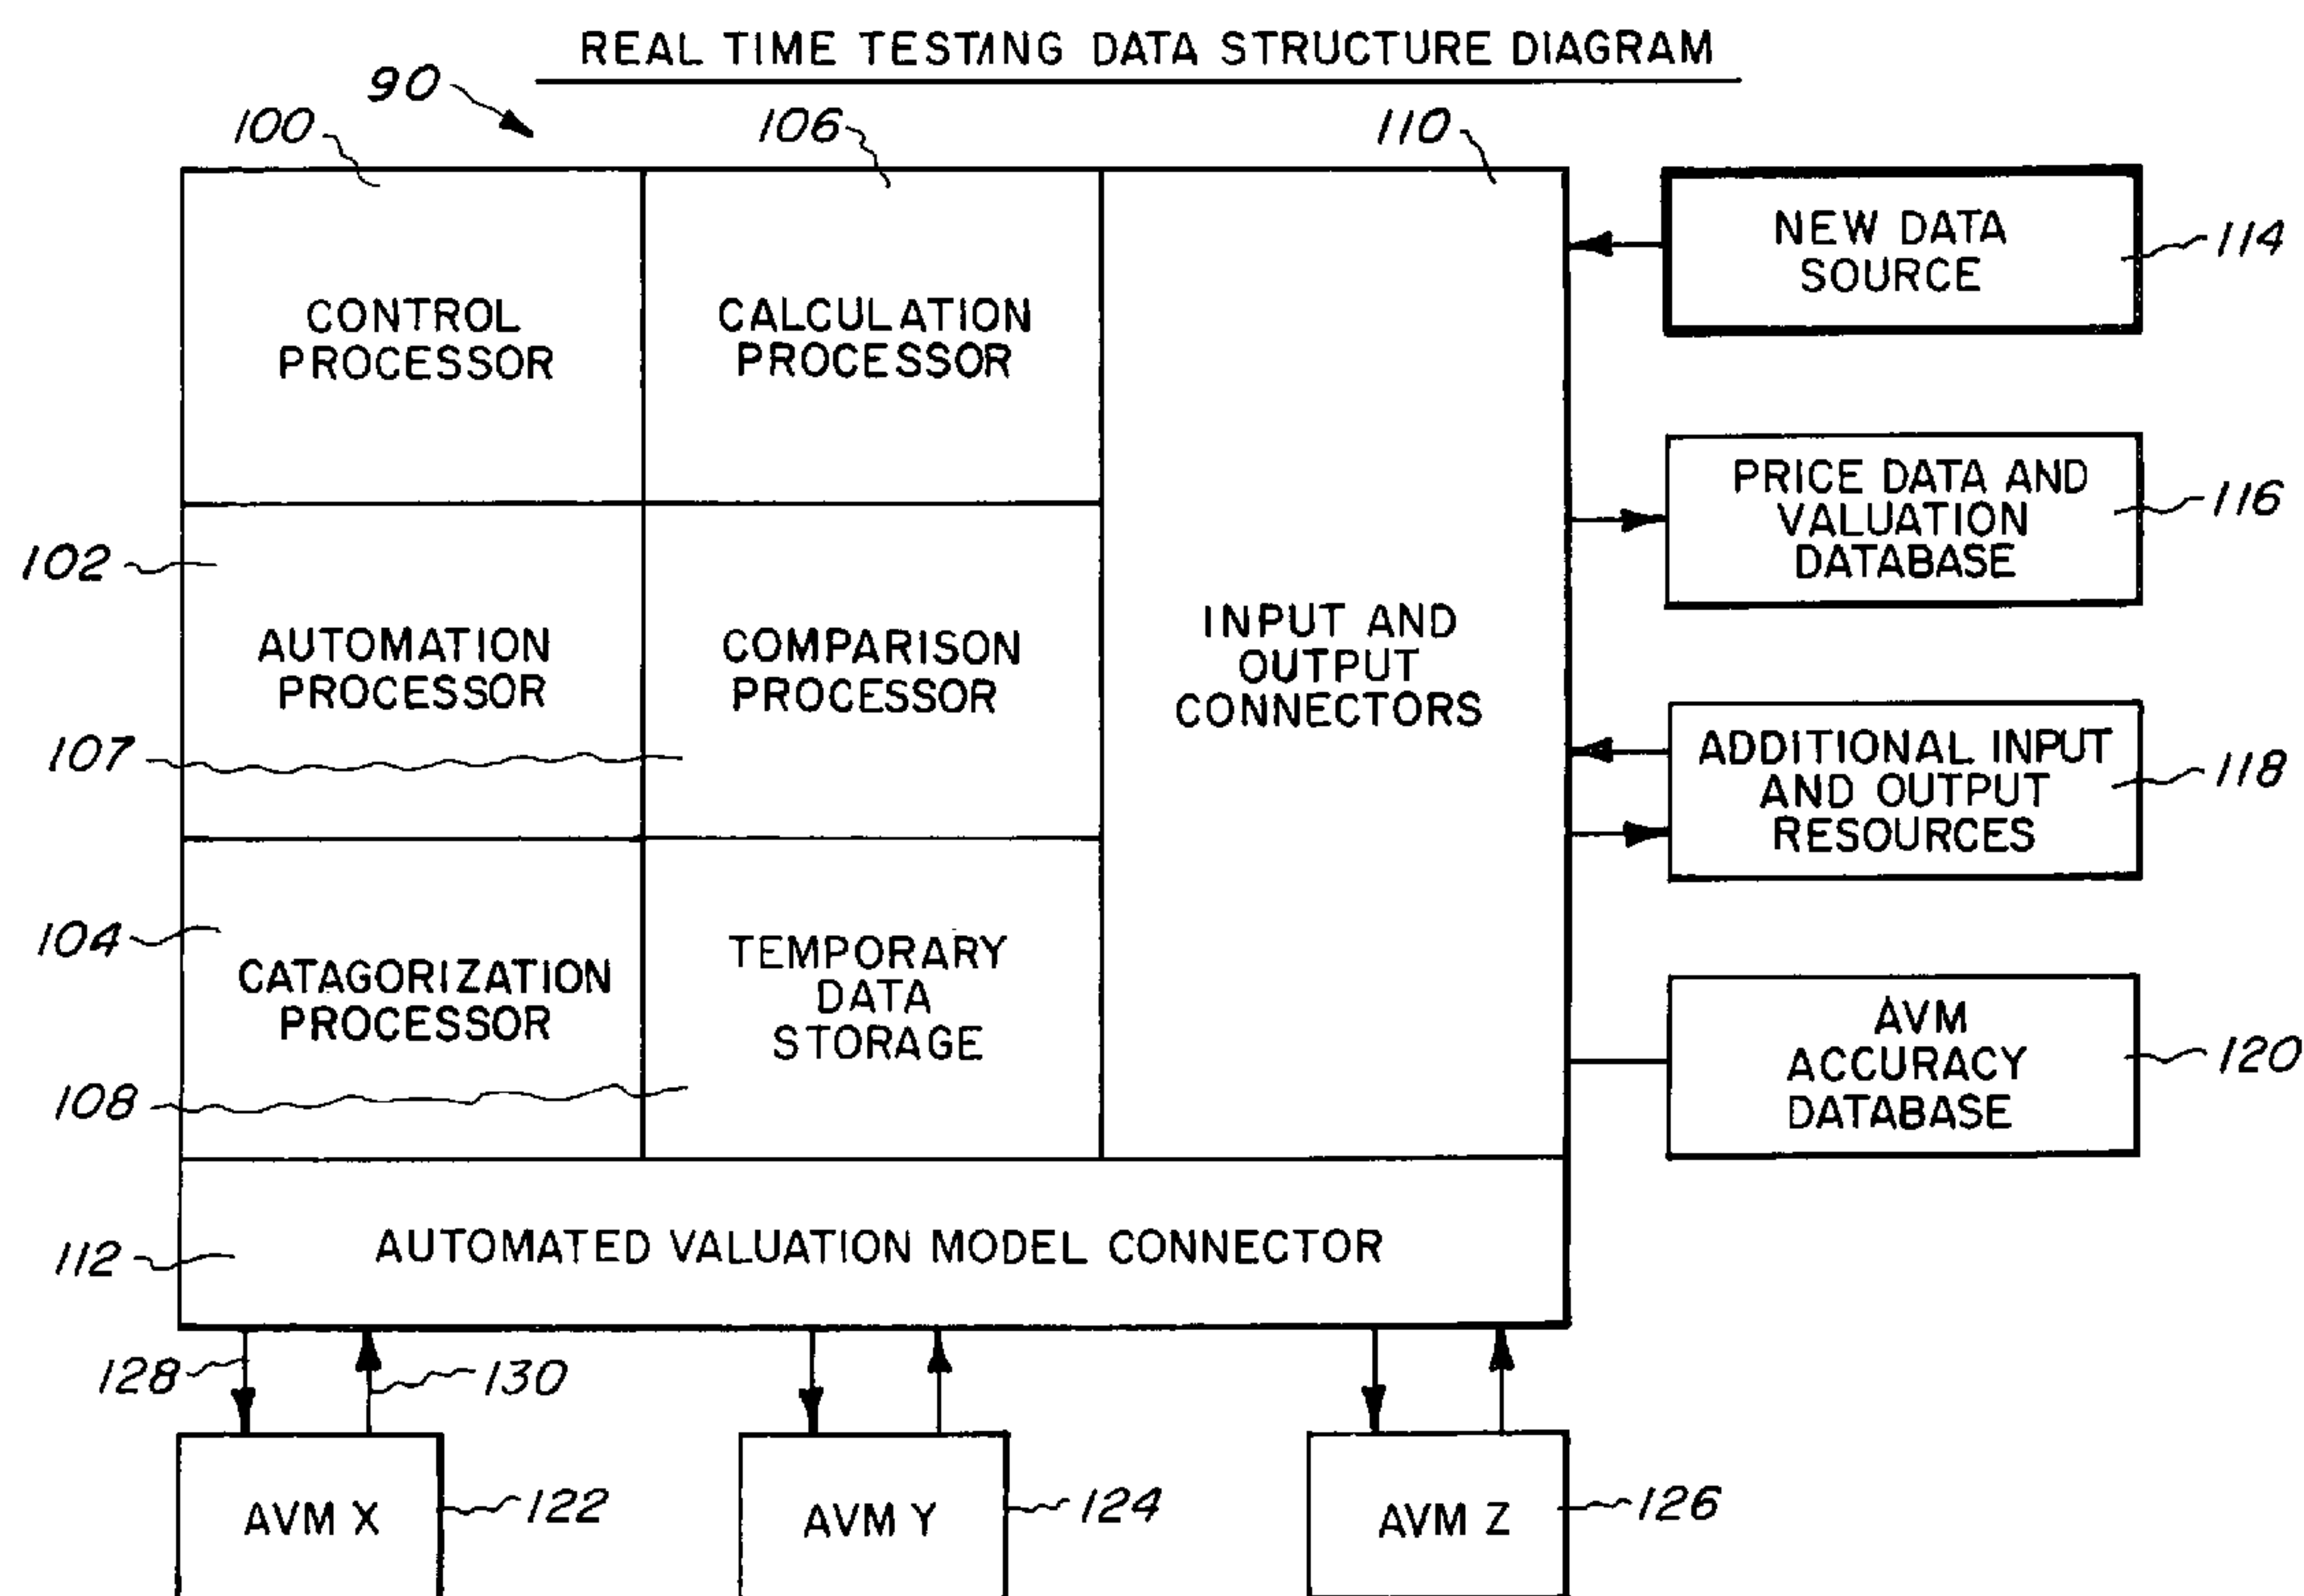 REAL TIME TESTING DATA STRUCTURE DIAGRAM
90
100
106
110
CONTROL
PROCESSOR
CALCULATION
PROCESSOR
NEW DATA
SOURCE
114
PRICE DATA AND
VALUATION
DATABASE
116
102
AUTOMATION
PROCESSOR
COMPARISON
PROCESSOR
INPUT AND
OUTPUT
CONNECTORS
107
ADDITIONAL INPUT
AND OUTPUT
RESOURCES
118
104
CATAGORIZATION
PROCESSOR
TEMPORARY
DATA
STORAGE
108
AVM
ACCURACY
DATABASE
120
112
AUTOMATED VALUATION MODEL CONNECTOR
128
130
AVM X
122
AVM Y
124
AVM Z
126